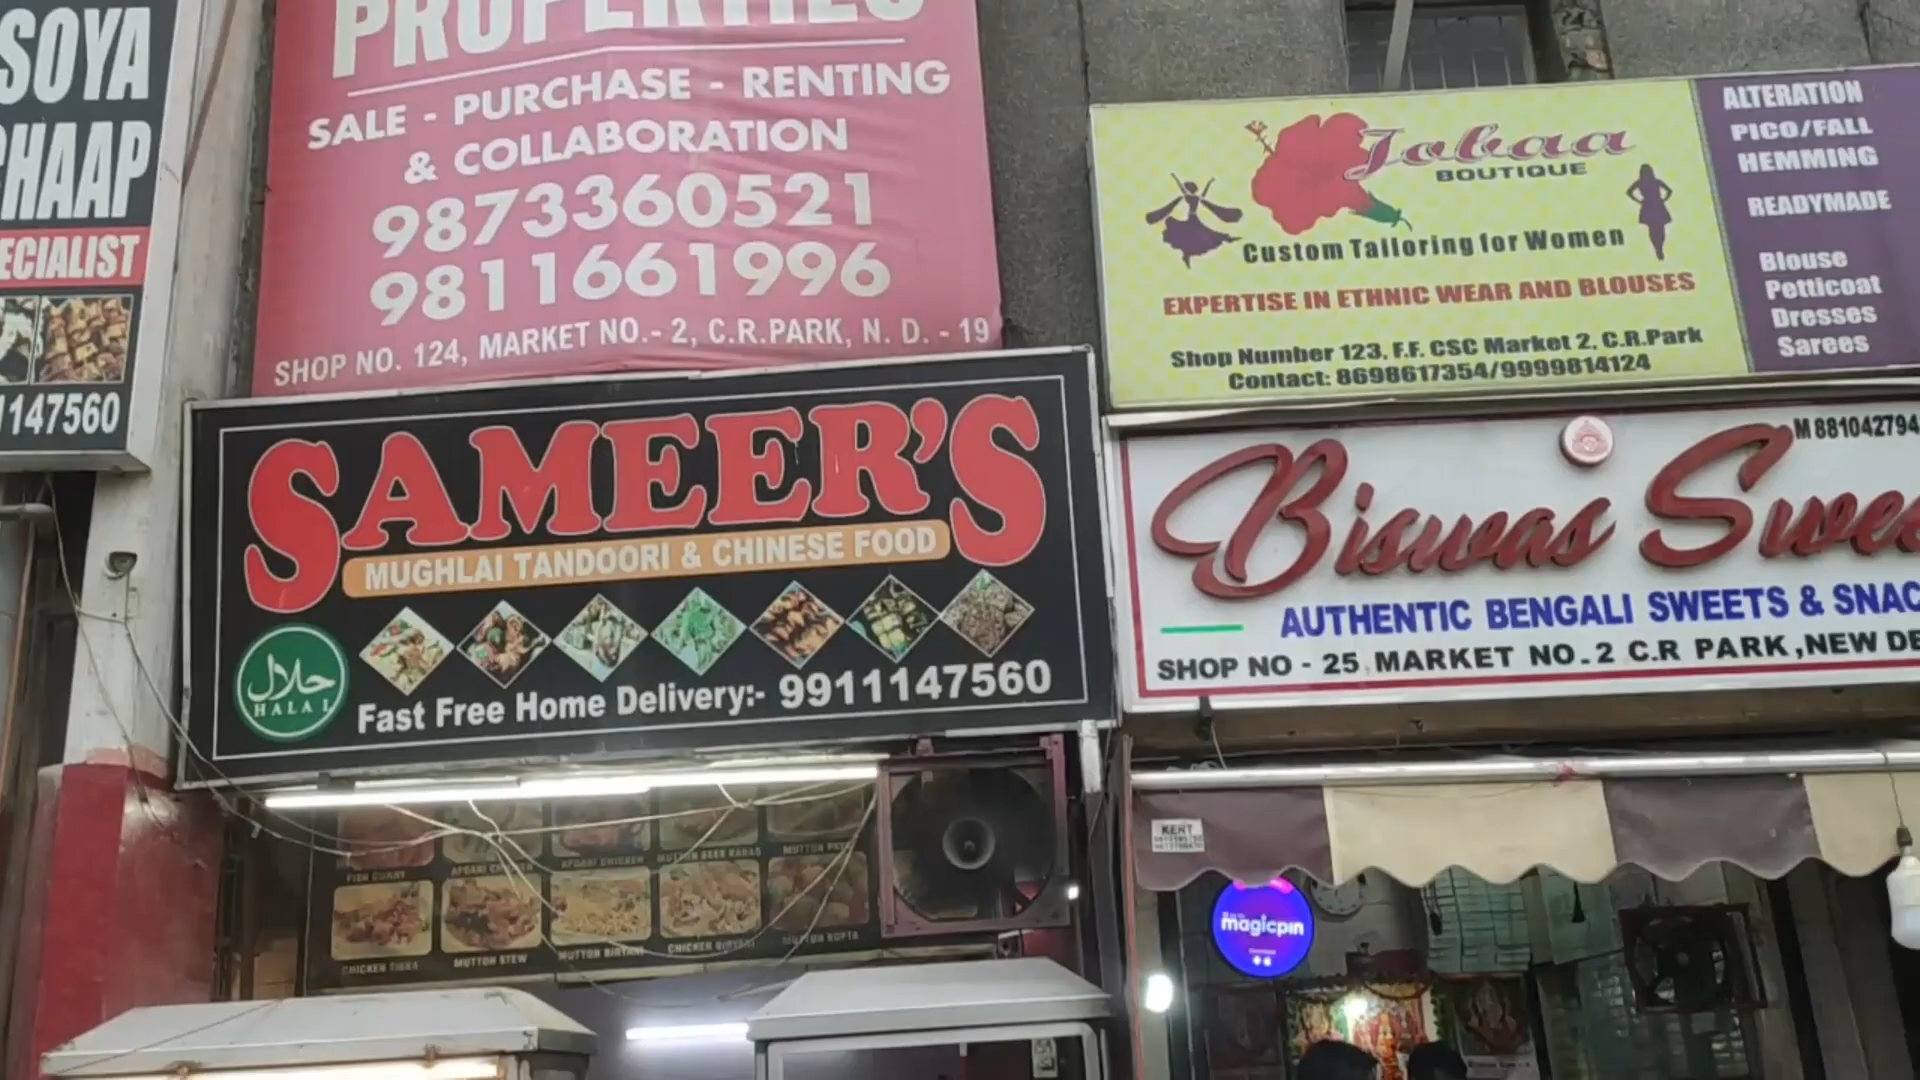 SOYA
CHAAP
SPECIALIST
1147560
PROPERTIES
SALE - PURCHASE - RENTING
& COLLABORATION
9873360521
9811661996
SHOP NO. 124, MARKET NO.- 2, C.R.PARK, N. D. - 19
SAMEER'S
MUGHLAI TANDOORI & CHINESE FOOD
حلال
HALAL
Fast Free Home Delivery:- 9911147560
FISH CURRY
AFGANI CHICKEN
AFGANI CHICKEN
MUTTON SEEK KABAB
MUTTON
CHICKEN TIKKA
MUTTON STEW
MUTTON BIRYANI
CHICKEN BIRYANI
MUTTON KOFTA
Jobaa
BOUTIQUE
Custom Tailoring for Women
EXPERTISE IN ETHNIC WEAR AND BLOUSES
Shop Number 123, F.F. CSC Market 2, C.R.Park
Contact: 8698617354/9999814124
ALTERATION
PICO/FALL
HEMMING
READYMADE
Blouse
Petticoat
Dresses
Sarees
M 881042794
Biswas Swee
AUTHENTIC BENGALI SWEETS & SNAC
SHOP NO - 25, MARKET NO.2 C.R PARK, NEW DE
KENT
magicpin